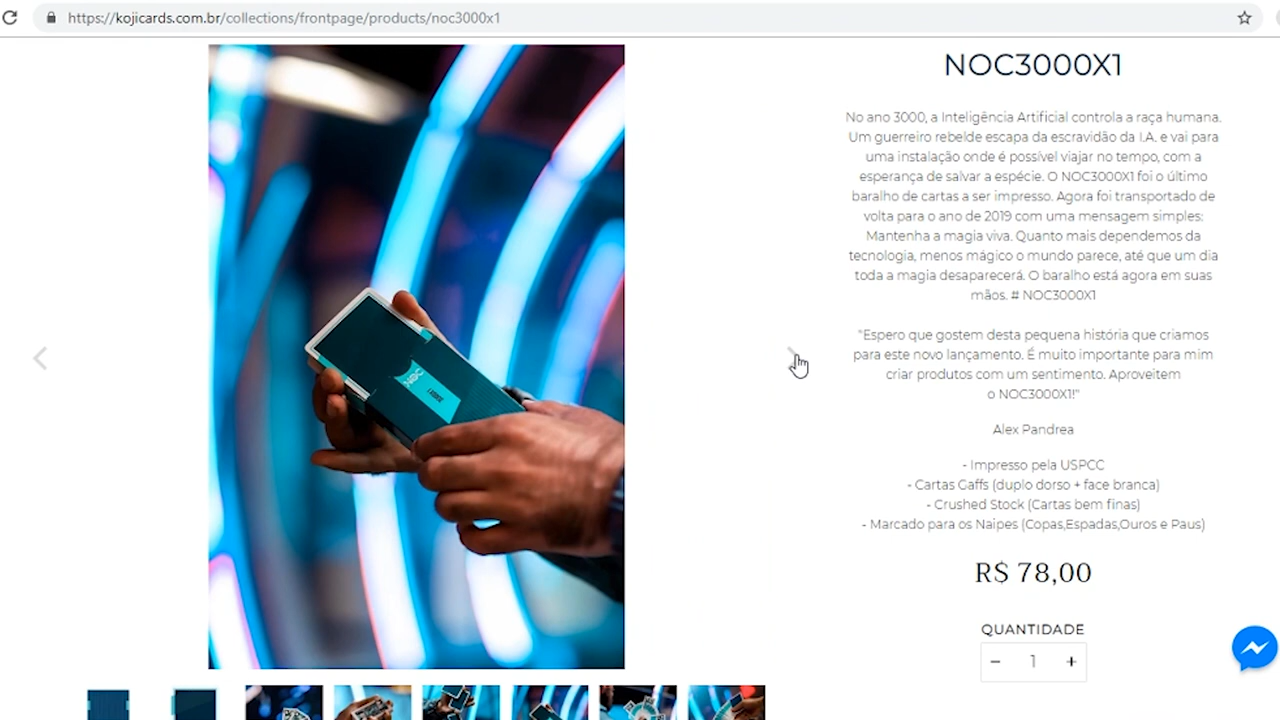 https://kojicards.com.br/collections/frontpage/products/noc3000x1
NOC3000X1
No ano 3000, a Inteligência Artificial controla a raça humana.
Um guerreiro rebelde escapa da escravidão da I.A. e vai para
uma instalação onde é possível viajar no tempo, com a
esperança de salvar a espécie. O NOC3000X1 foi o último
baralho de cartas a ser impresso. Agora foi transportado de
volta para o ano de 2019 com uma mensagem simples:
Mantenha a magia viva. Quanto mais dependemos da
tecnologia, menos mágico o mundo parece, até que um dia
toda a magia desaparecerá. O baralho está agora em suas
mãos. # NOC3000X1
"Espero que gostem desta pequena história que criamos
para este novo lançamento. É muito importante para mim
criar produtos com um sentimento. Aproveitem
o NOC3000X1!"
Alex Pandrea
- Impresso pela USPCC
- Cartas Gaffs (duplo dorso + face branca)
- Crushed Stock (Cartas bem finas)
- Marcado para os Naipes (Copas,Espadas,Ouros e Paus)
R$ 78,00
QUANTIDADE
− 1 +
NOC